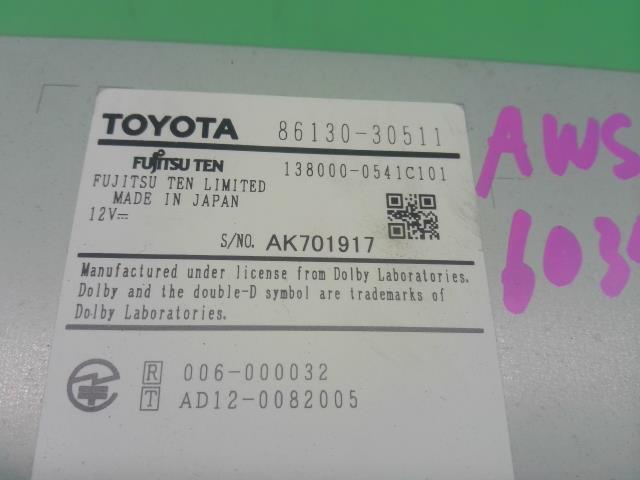 TOYOTA 86130-30511
FUJITSU TEN 138000-0541C101
FUJITSU TEN LIMITED
MADE IN JAPAN
12V⎓
S/NO. AK701917
Manufactured under license from Dolby Laboratories.
Dolby and the double-D symbol are trademarks of
Dolby Laboratories.
R 006-000032
T AD12-0082005
AWS